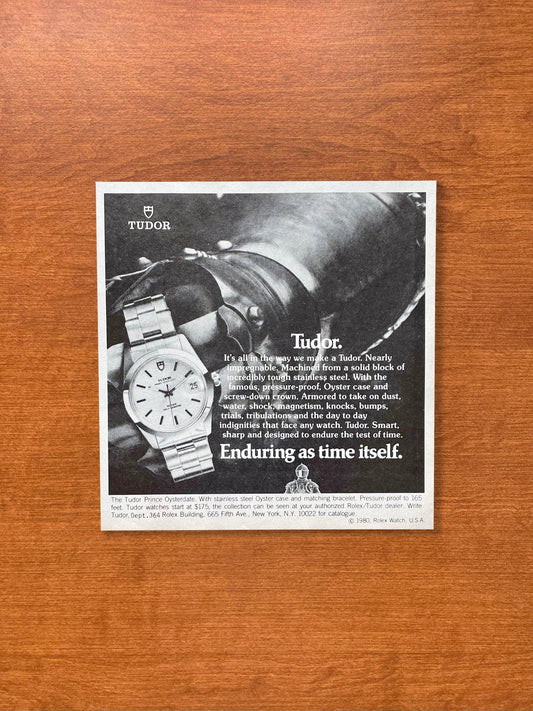 TUDOR
Tudor.
It's all in the way we make a Tudor. Nearly
impregnable. Machined from a solid block of
incredibly tough stainless steel. With the
famous, pressure-proof, Oyster case and
screw-down crown. Armored to take on dust,
water, shock, magnetism, knocks, bumps,
trials, tribulations and the day to day
indignities that face any watch. Tudor. Smart,
sharp and designed to endure the test of time.
Enduring as time itself.
TUDOR
25
The Tudor Prince Oysterdate. With stainless steel Oyster case and matching bracelet. Pressure-proof to 165
feet. Tudor watches start at $175, the collection can be seen at your authorized Rolex/Tudor dealer. Write
Tudor, Dept. 364 Rolex Building, 665 Fifth Ave., New York, N.Y. 10022 for catalogue.
© 1980, Rolex Watch, U.S.A.